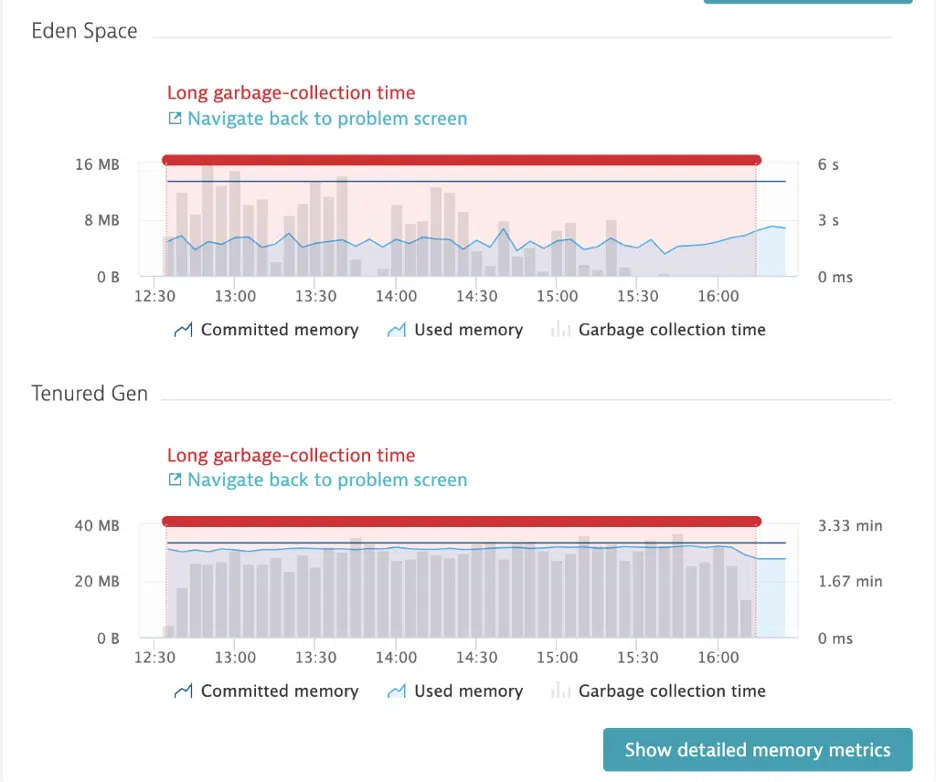 Eden Space
Long garbage-collection time
Navigate back to problem screen
16 MB 6 s
8 MB 3 s
0 B 0 ms
12:30 13:00 13:30 14:00 14:30 15:00 15:30 16:00
Committed memory Used memory Garbage collection time
Tenured Gen
Long garbage-collection time
Navigate back to problem screen
40 MB 3.33 min
20 MB 1.67 min
0 B 0 ms
12:30 13:00 13:30 14:00 14:30 15:00 15:30 16:00
Committed memory Used memory Garbage collection time
Show detailed memory metrics